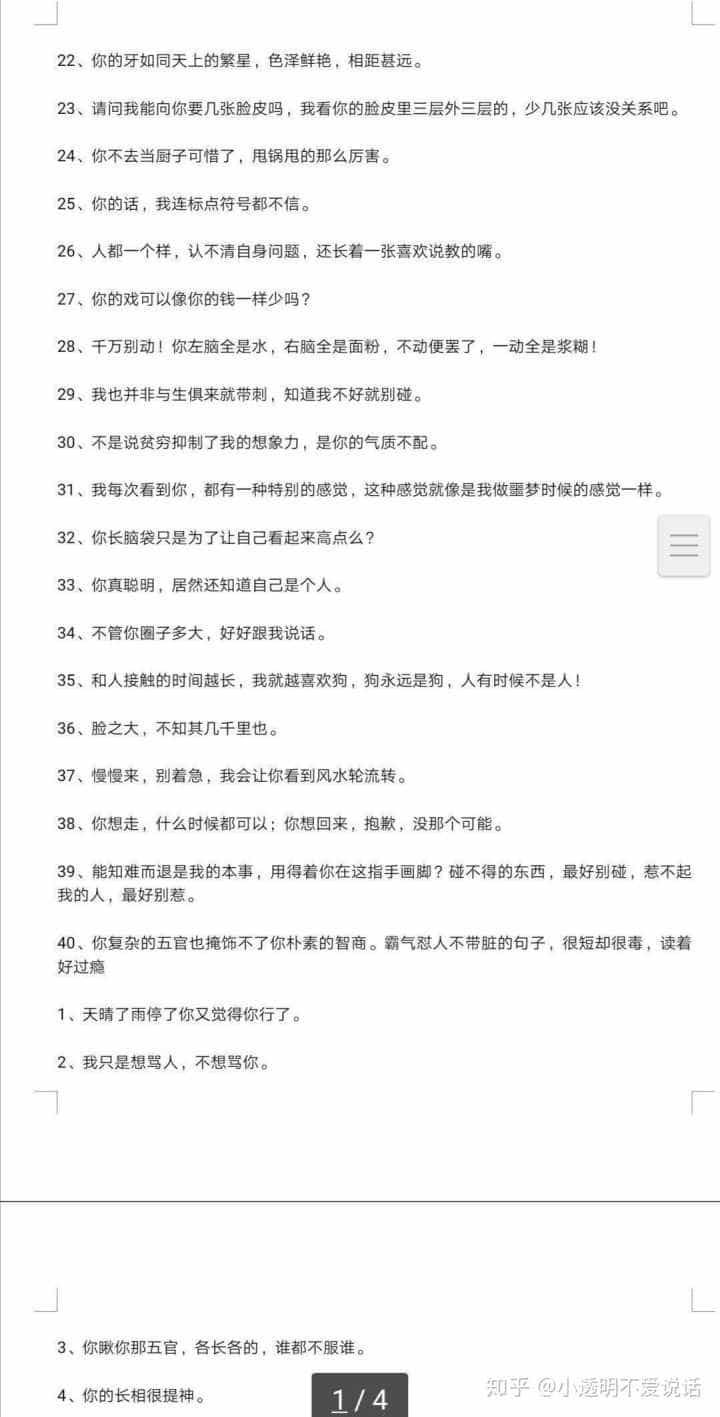 22、你的牙如同天上的繁星，色泽鲜艳，相距甚远。
23、请问我能向你要几张脸皮吗，我看你的脸皮里三层外三层的，少几张应该没关系吧。
24、你不去当厨子可惜了，甩锅甩的那么厉害。
25、你的话，我连标点符号都不信。
26、人都一个样，认不清自身问题，还长着一张喜欢说教的嘴。
27、你的戏可以像你的钱一样少吗？
28、千万别动！你左脑全是水，右脑全是面粉，不动便罢了，一动全是浆糊！
29、我也并非与生俱来就带刺，知道我不好就别碰。
30、不是说贫穷抑制了我的想象力，是你的气质不配。
31、我每次看到你，都有一种特别的感觉，这种感觉就像是我做噩梦时候的感觉一样。
32、你长脑袋只是为了让自己看起来高点么？
33、你真聪明，居然还知道自己是个人。
34、不管你圈子多大，好好跟我说话。
35、和人接触的时间越长，我就越喜欢狗，狗永远是狗，人有时候不是人！
36、脸之大，不知其几千里也。
37、慢慢来，别着急，我会让你看到风水轮流转。
38、你想走，什么时候都可以；你想回来，抱歉，没那个可能。
39、能知难而退是我的本事，用得着你在这指手画脚？碰不得的东西，最好别碰，惹不起
我的人，最好别惹。
40、你复杂的五官也掩饰不了你朴素的智商。霸气怼人不带脏的句子，很短却很毒，读着
好过瘾
1、天晴了雨停了你又觉得你行了。
2、我只是想骂人，不想骂你。
3、你瞅你那五官，各长各的，谁都不服谁。
4、你的长相很提神。
1 / 4
知乎 @小透明不爱说话